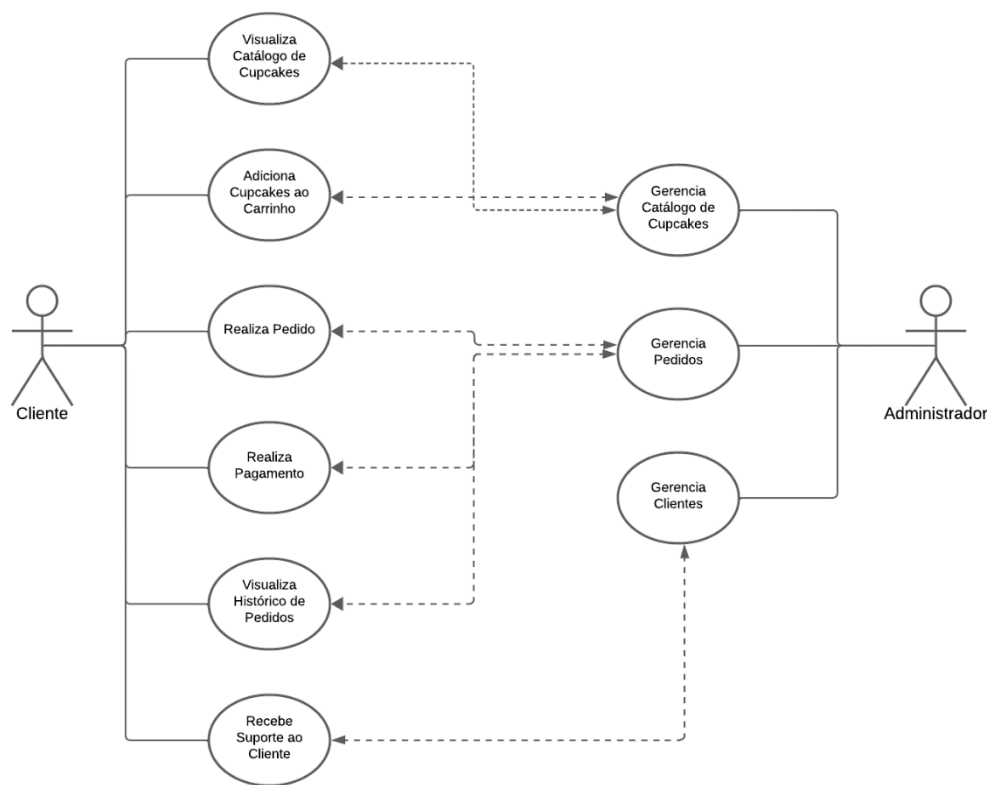 Visualiza
Catálogo de
Cupcakes
Adiciona
Cupcakes ao
Carrinho
Gerencia
Catálogo de
Cupcakes
Realiza Pedido
Gerencia
Pedidos
Cliente
Administrador
Realiza
Pagamento
Gerencia
Clientes
Visualiza
Histórico de
Pedidos
Recebe
Suporte ao
Cliente